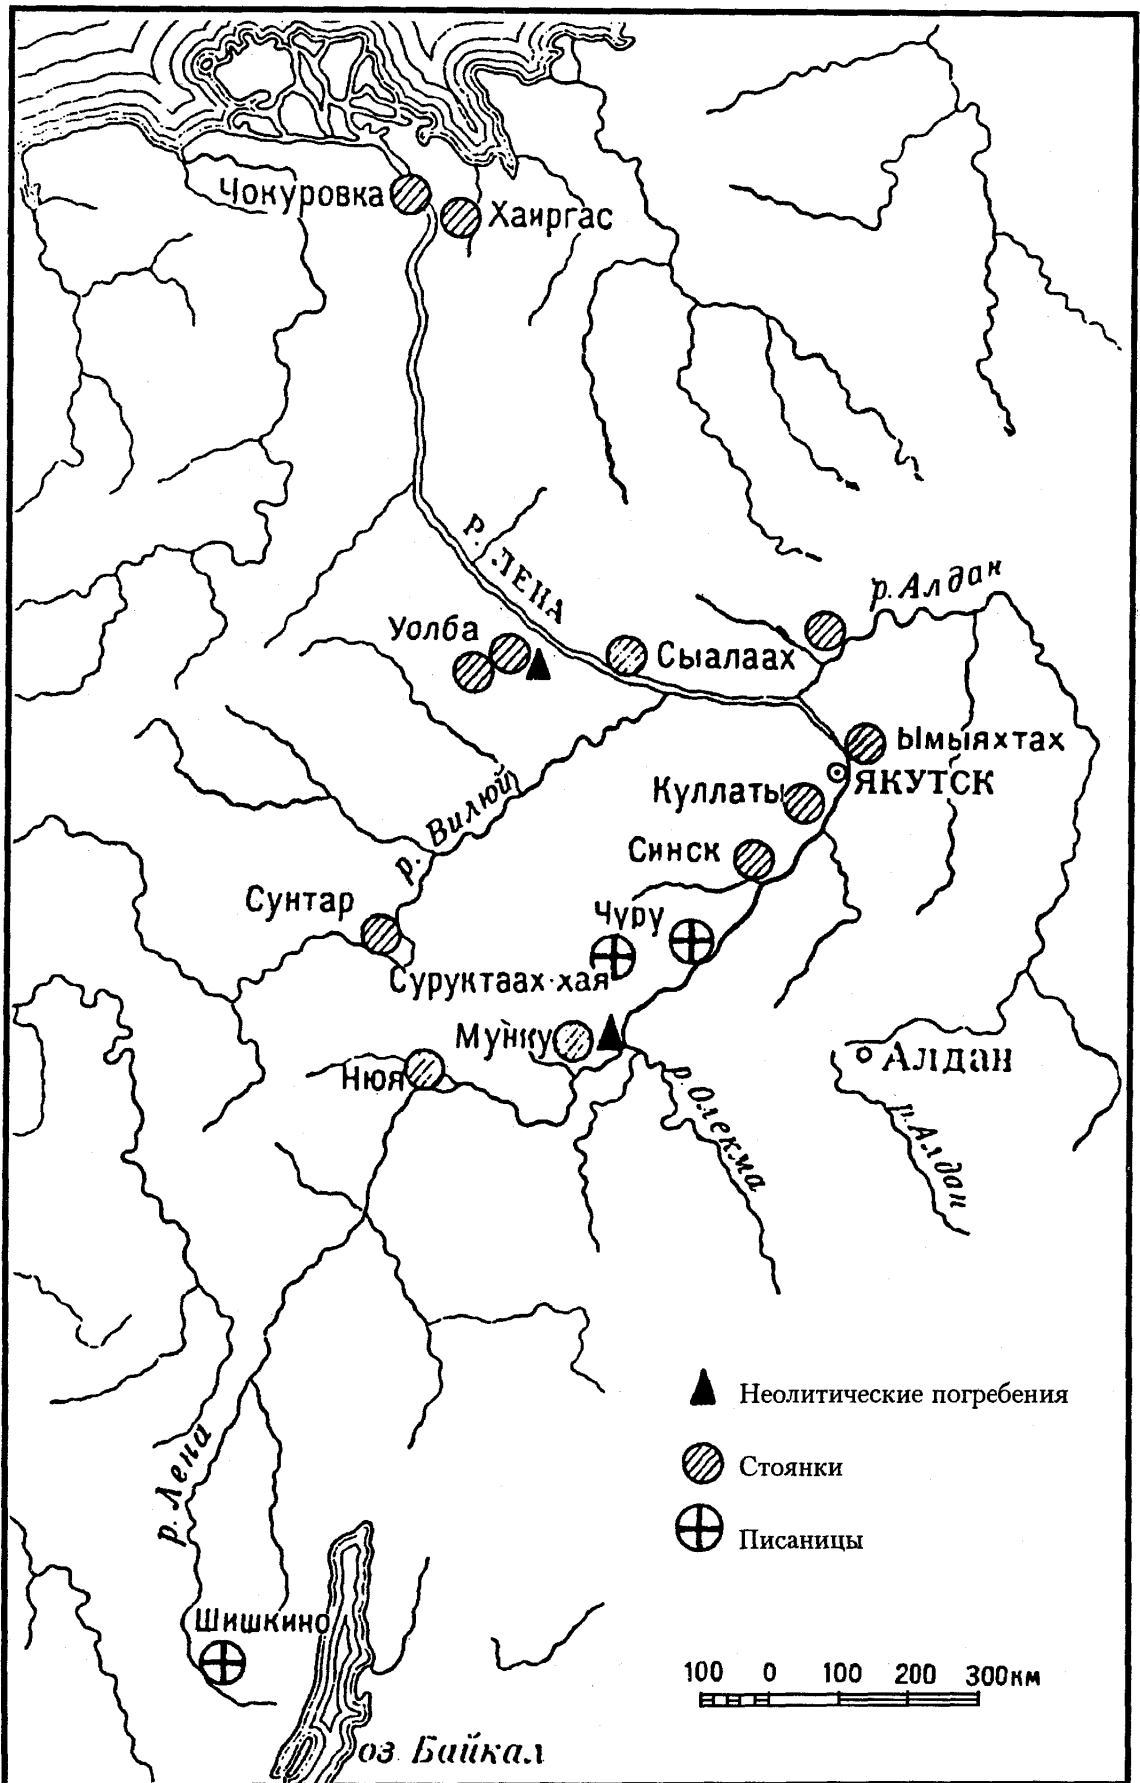 Чокуровка
Хаиргас
Р. ЛЕНА
р. Алдан
Уолба
Сыалаах
Ымыяхтах
ЯКУТСК
Куллаты
р. Вилюй
Синск
Сунтар
Чуру
Суруктаах-хая
Мунку
Нюя
Алдан
р. Олекма
р. Алдан
Неолитические погребения
р. Лена
Стоянки
Писаницы
Шишкино
100 0 100 200 300км
оз Байкал